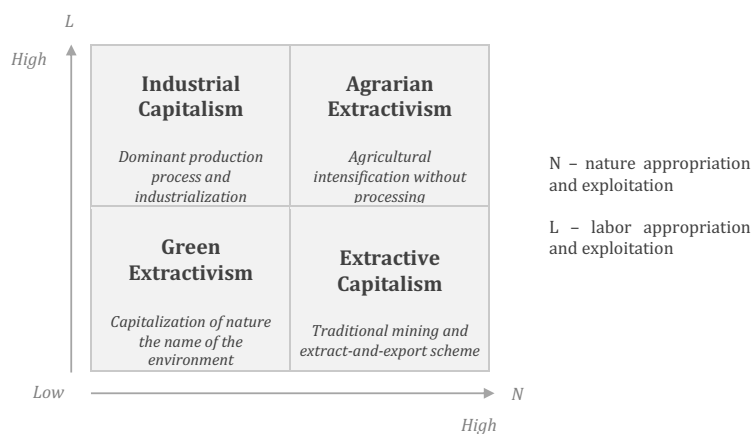 L
High
Industrial
Capitalism
Dominant production
process and
industrialization
Agrarian
Extractivism
Agricultural
intensification without
processing
Green
Extractivism
Capitalization of nature
the name of the
environment
Extractive
Capitalism
Traditional mining and
extract-and-export scheme
Low
N
High
N – nature appropriation
and exploitation
L – labor appropriation
and exploitation